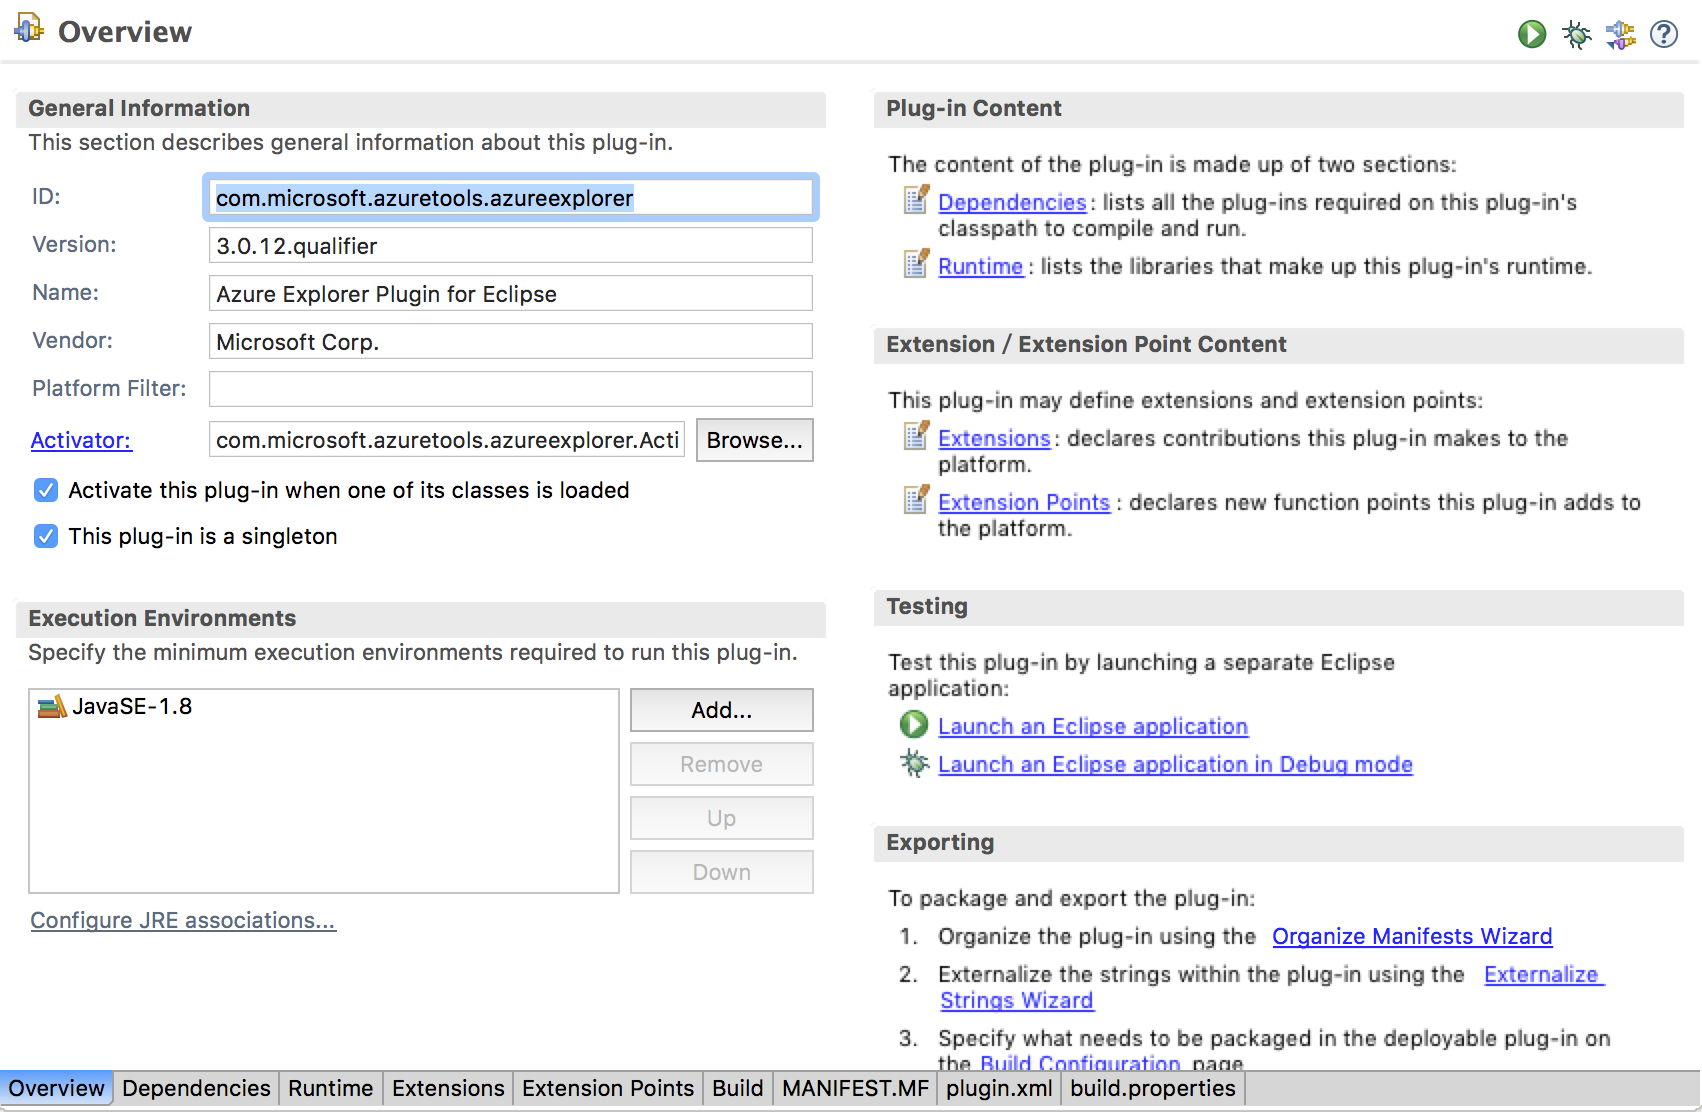 Overview
General Information
This section describes general information about this plug-in.
ID: com.microsoft.azuretools.azureexplorer
Version: 3.0.12.qualifier
Name: Azure Explorer Plugin for Eclipse
Vendor: Microsoft Corp.
Platform Filter:
Activator: com.microsoft.azuretools.azureexplorer.Acti Browse...
Activate this plug-in when one of its classes is loaded
This plug-in is a singleton
Execution Environments
Specify the minimum execution environments required to run this plug-in.
JavaSE-1.8
Add...
Remove
Up
Down
Configure JRE associations...
Plug-in Content
The content of the plug-in is made up of two sections:
Dependencies: lists all the plug-ins required on this plug-in's
classpath to compile and run.
Runtime: lists the libraries that make up this plug-in's runtime.
Extension / Extension Point Content
This plug-in may define extensions and extension points:
Extensions: declares contributions this plug-in makes to the
platform.
Extension Points: declares new function points this plug-in adds to
the platform.
Testing
Test this plug-in by launching a separate Eclipse
application:
Launch an Eclipse application
Launch an Eclipse application in Debug mode
Exporting
To package and export the plug-in:
1. Organize the plug-in using the Organize Manifests Wizard
2. Externalize the strings within the plug-in using the Externalize
Strings Wizard
3. Specify what needs to be packaged in the deployable plug-in on
the Build Configuration page
Overview Dependencies Runtime Extensions Extension Points Build MANIFEST.MF plugin.xml build.properties